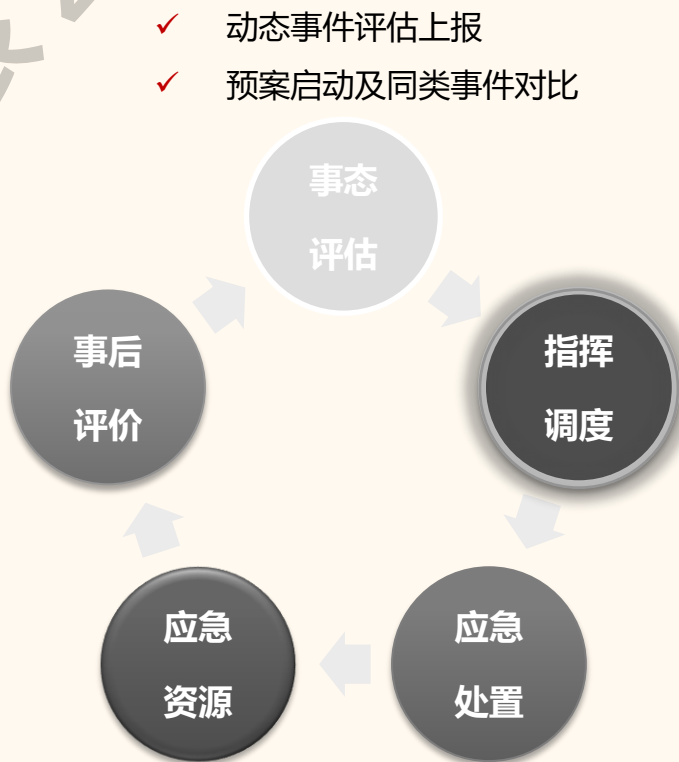 动态事件评估上报
预案启动及同类事件对比
事态
评估
指挥
调度
应急
处置
应急
资源
事后
评价